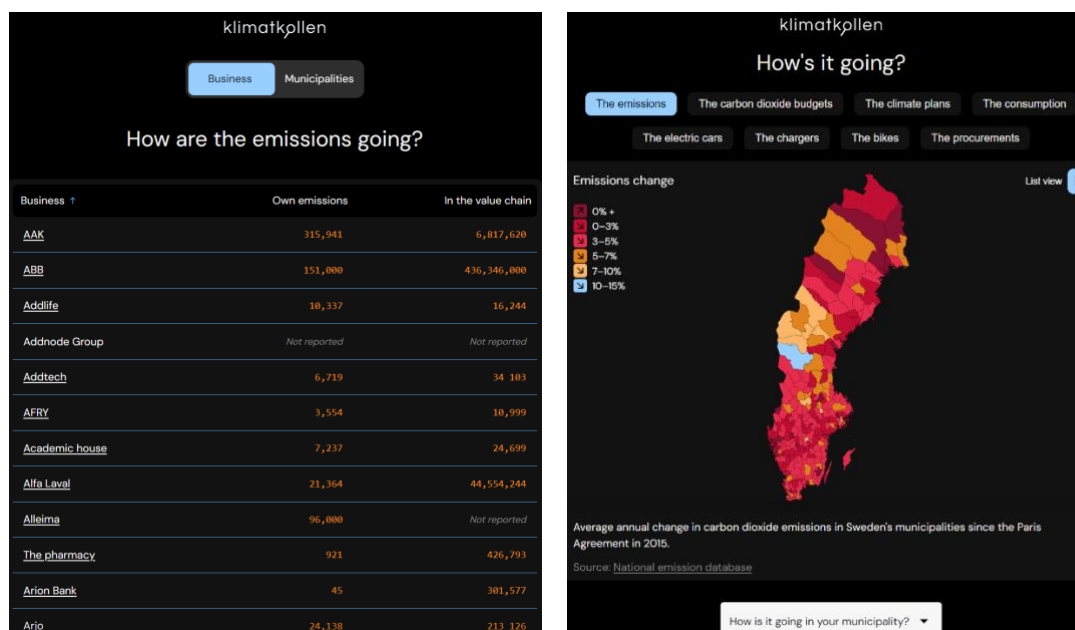 klimatkollen
Business Municipalities
How are the emissions going?
Business ↑ Own emissions In the value chain
AAK 315,941 6,817,620
ABB 151,000 436,346,000
Addlife 10,337 16,244
Addnode Group Not reported Not reported
Addtech 6,719 34 103
AFRY 3,554 10,999
Academic house 7,237 24,699
Alfa Laval 21,364 44,554,244
Alleima 96,000 Not reported
The pharmacy 921 426,793
Arion Bank 45 301,577
Arjo 24,138 213 126
klimatkollen
How's it going?
The emissions The carbon dioxide budgets The climate plans The consumption
The electric cars The chargers The bikes The procurements
Emissions change List view
0% +
0–3%
3–5%
5–7%
7–10%
10–15%
Average annual change in carbon dioxide emissions in Sweden's municipalities since the Paris
Agreement in 2015.
Source: National emission database
How is it going in your municipality?